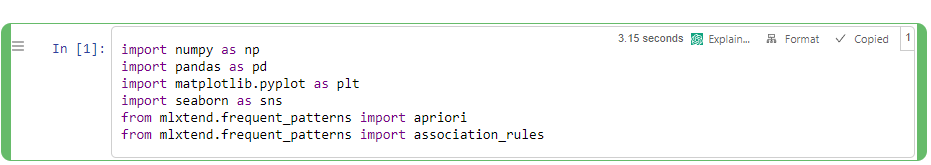 3.15 seconds Explain... Format Copied 1
In [1]:
import numpy as np
import pandas as pd
import matplotlib.pyplot as plt
import seaborn as sns
from mlxtend.frequent_patterns import apriori
from mlxtend.frequent_patterns import association_rules